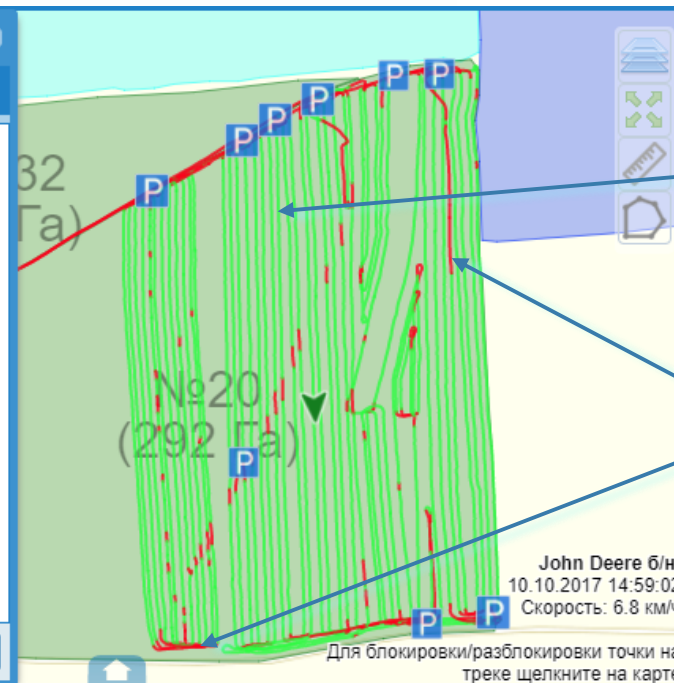 P
P
P
P
P
P
32
Га)
№20
(292 Га)
P
John Deere б/н
10.10.2017 14:59:02
Скорость: 6.8 км/ч
P
P
Для блокировки/разблокировки точки на
треке щелкните на карте